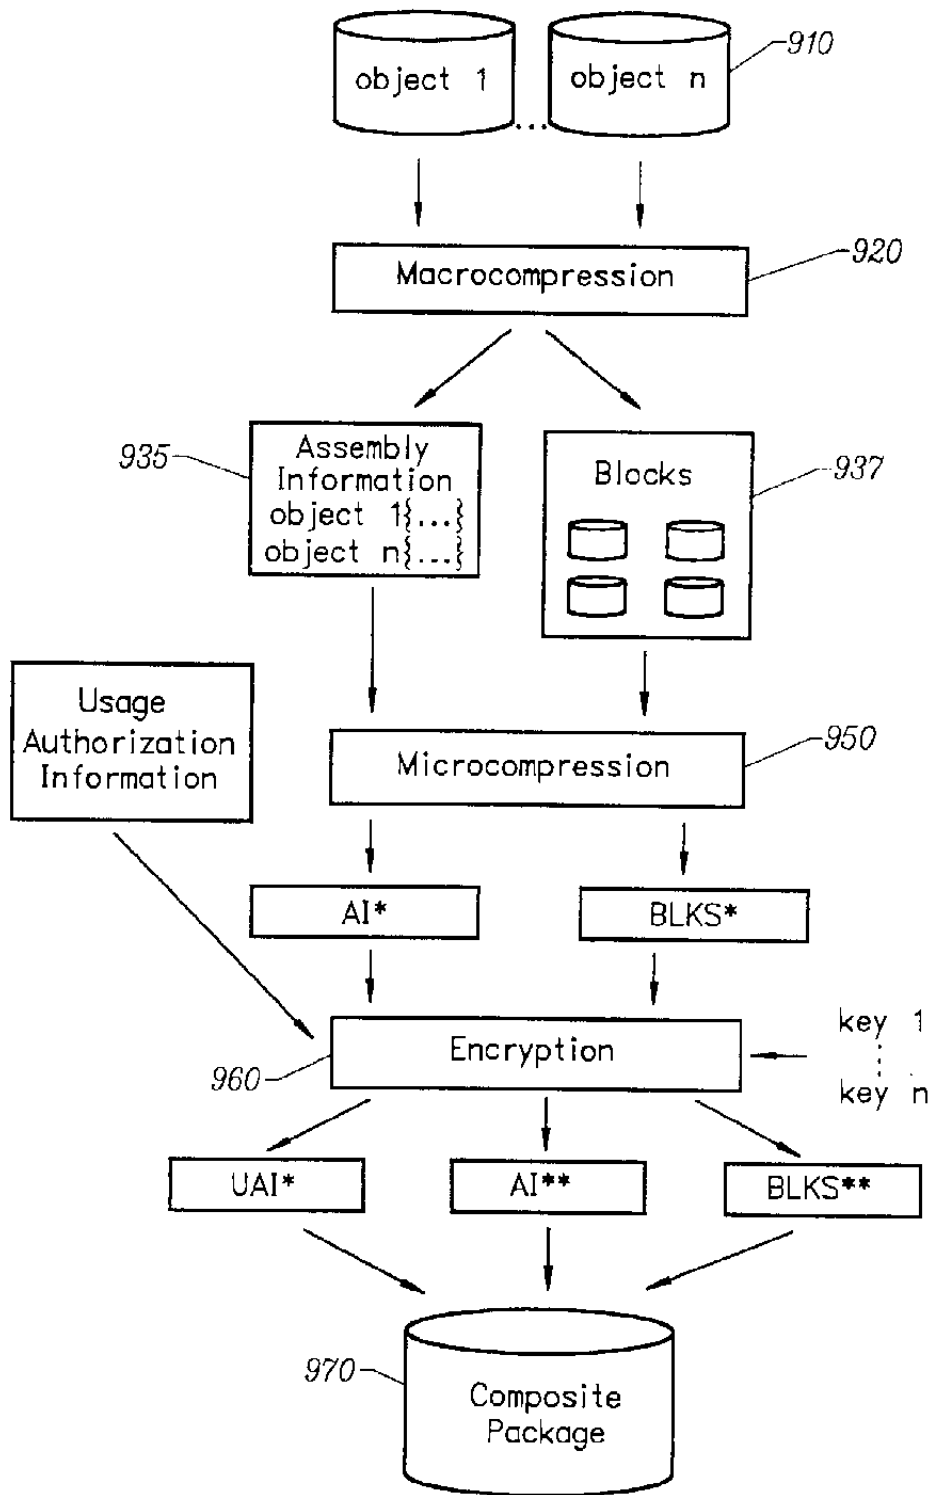 object 1
...
object n
910
Macrocompression
920
935
Assembly
Information
object 1{...}
object n{...}
Blocks
937
Usage
Authorization
Information
Microcompression
950
AI*
BLKS*
Encryption
960
key 1
key n
UAI*
AI**
BLKS**
970
Composite
Package